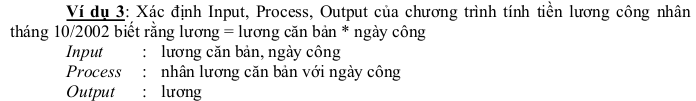 Ví dụ 3: Xác định Input, Process, Output của chương trình tính tiền lương công nhân
tháng 10/2002 biết rằng lương = lương căn bản * ngày công
Input : lương căn bản, ngày công
Process : nhân lương căn bản với ngày công
Output : lương